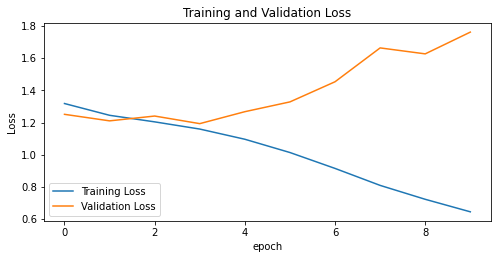 Training and Validation Loss
1.8
1.6
1.4
1.2
1.0
0.8
0.6
Loss
Training Loss
Validation Loss
0 2 4 6 8
epoch